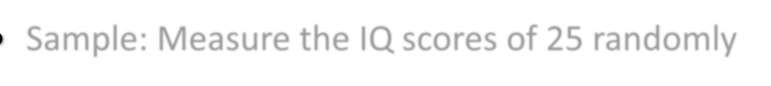 • Sample: Measure the IQ scores of 25 randomly